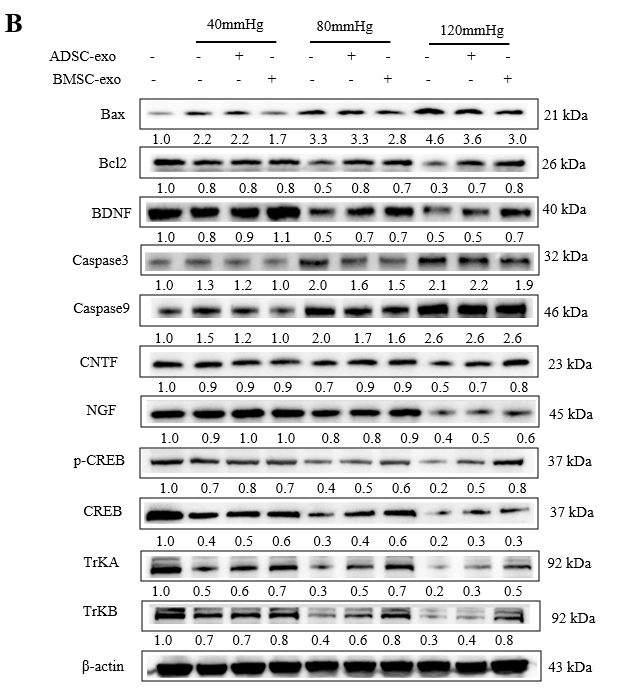 B
40mmHg 80mmHg 120mmHg
ADSC-exo - - + - - + - - + -
BMSC-exo - - - + - - + - - +
Bax 21 kDa
1.0 2.2 2.2 1.7 3.3 3.3 2.8 4.6 3.6 3.0
Bcl2 26 kDa
1.0 0.8 0.8 0.8 0.5 0.8 0.7 0.3 0.7 0.8
BDNF 40 kDa
1.0 0.8 0.9 1.1 0.5 0.7 0.7 0.5 0.5 0.7
Caspase3 32 kDa
1.0 1.3 1.2 1.0 2.0 1.6 1.5 2.1 2.2 1.9
Caspase9 46 kDa
1.0 1.5 1.2 1.0 2.0 1.7 1.6 2.6 2.6 2.6
CNTF 23 kDa
1.0 0.9 0.9 0.9 0.7 0.9 0.9 0.5 0.7 0.8
NGF 45 kDa
1.0 0.9 1.0 1.0 0.8 0.8 0.9 0.4 0.5 0.6
p-CREB 37 kDa
1.0 0.7 0.8 0.7 0.4 0.5 0.6 0.2 0.5 0.8
CREB 37 kDa
1.0 0.4 0.5 0.6 0.3 0.4 0.6 0.2 0.3 0.3
TrKA 92 kDa
1.0 0.5 0.6 0.7 0.3 0.5 0.7 0.2 0.3 0.5
TrKB 92 kDa
1.0 0.7 0.7 0.8 0.4 0.6 0.8 0.3 0.4 0.8
β-actin 43 kDa